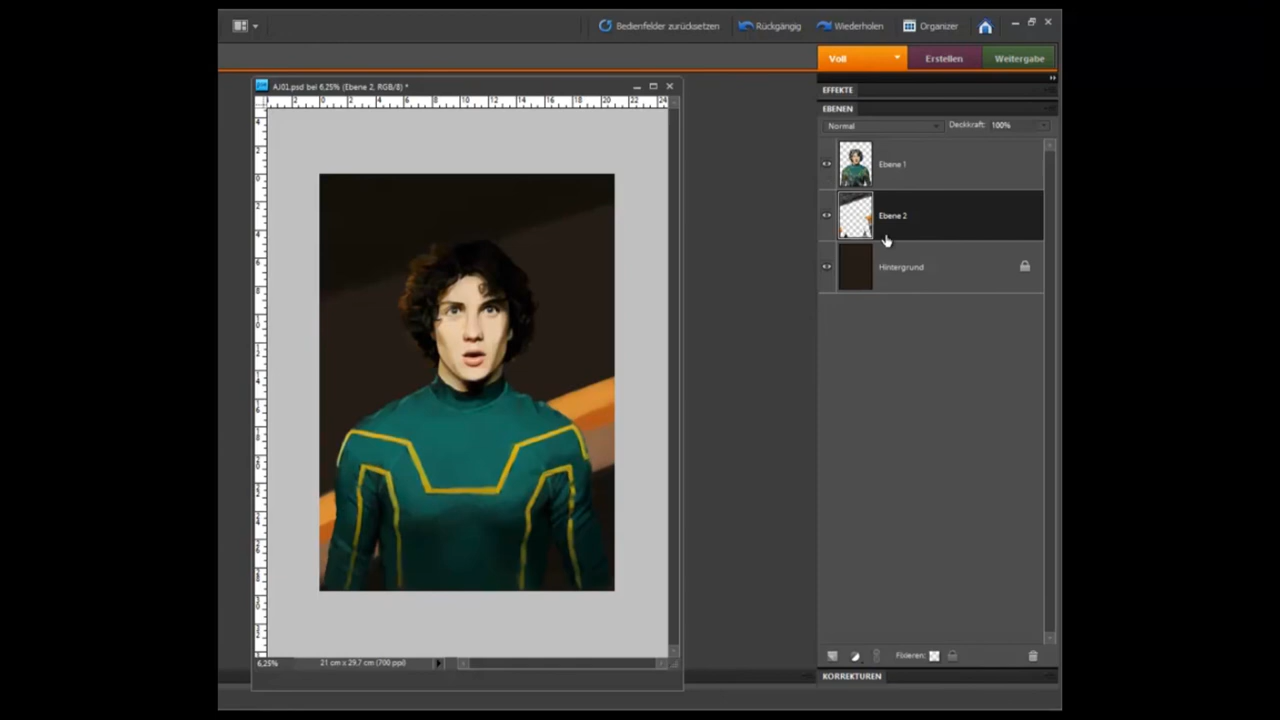 Bedienfelder zurücksetzen Rückgängig Wiederholen Organizer
Voll Erstellen Weitergabe
AJ01.psd bei 6,25% (Ebene 2, RGB/8) *
EFFEKTE
EBENEN
Normal Deckkraft: 100%
Ebene 1
Ebene 2
Hintergrund
Fixieren:
6,25% 21 cm x 29,7 cm (700 ppi)
KORREKTUREN